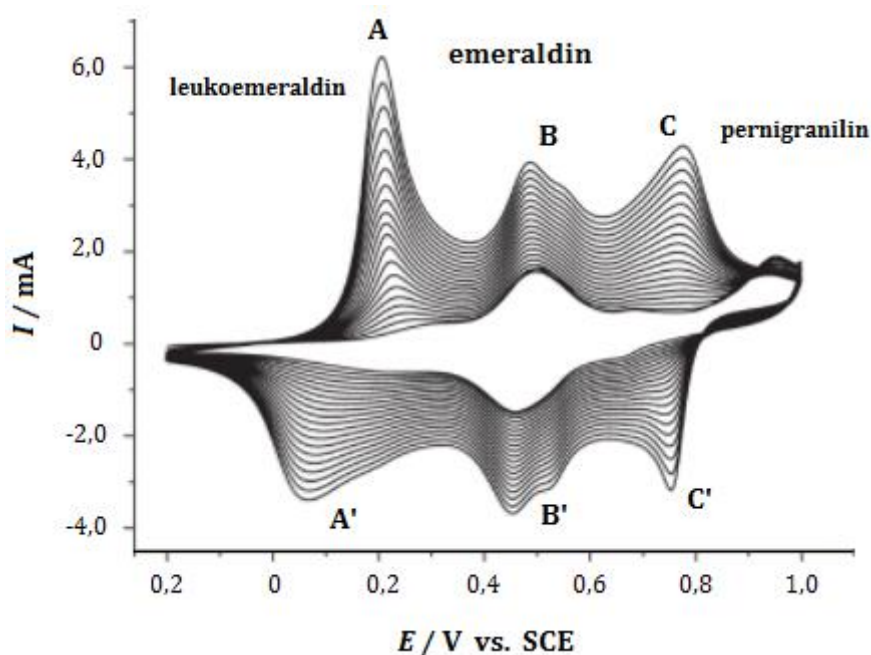 A
emeraldin
leukoemeraldin
B
C
pernigranilin
6,0
4,0
2,0
0
-2,0
-4,0
I / mA
A'
B'
C'
0,2 0 0,2 0,4 0,6 0,8 1,0
E / V vs. SCE